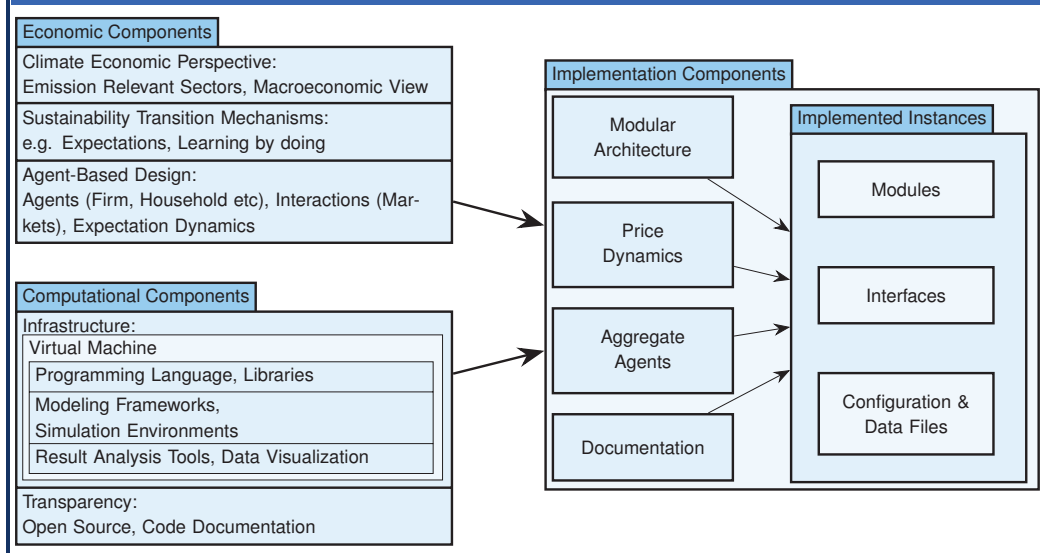 Economic Components
Climate Economic Perspective:
Emission Relevant Sectors, Macroeconomic View
Sustainability Transition Mechanisms:
e.g. Expectations, Learning by doing
Agent-Based Design:
Agents (Firm, Household etc), Interactions (Mar-
kets), Expectation Dynamics
Computational Components
Infrastructure:
Virtual Machine
Programming Language, Libraries
Modeling Frameworks,
Simulation Environments
Result Analysis Tools, Data Visualization
Transparency:
Open Source, Code Documentation
Implementation Components
Modular
Architecture
Price
Dynamics
Aggregate
Agents
Documentation
Implemented Instances
Modules
Interfaces
Configuration &
Data Files